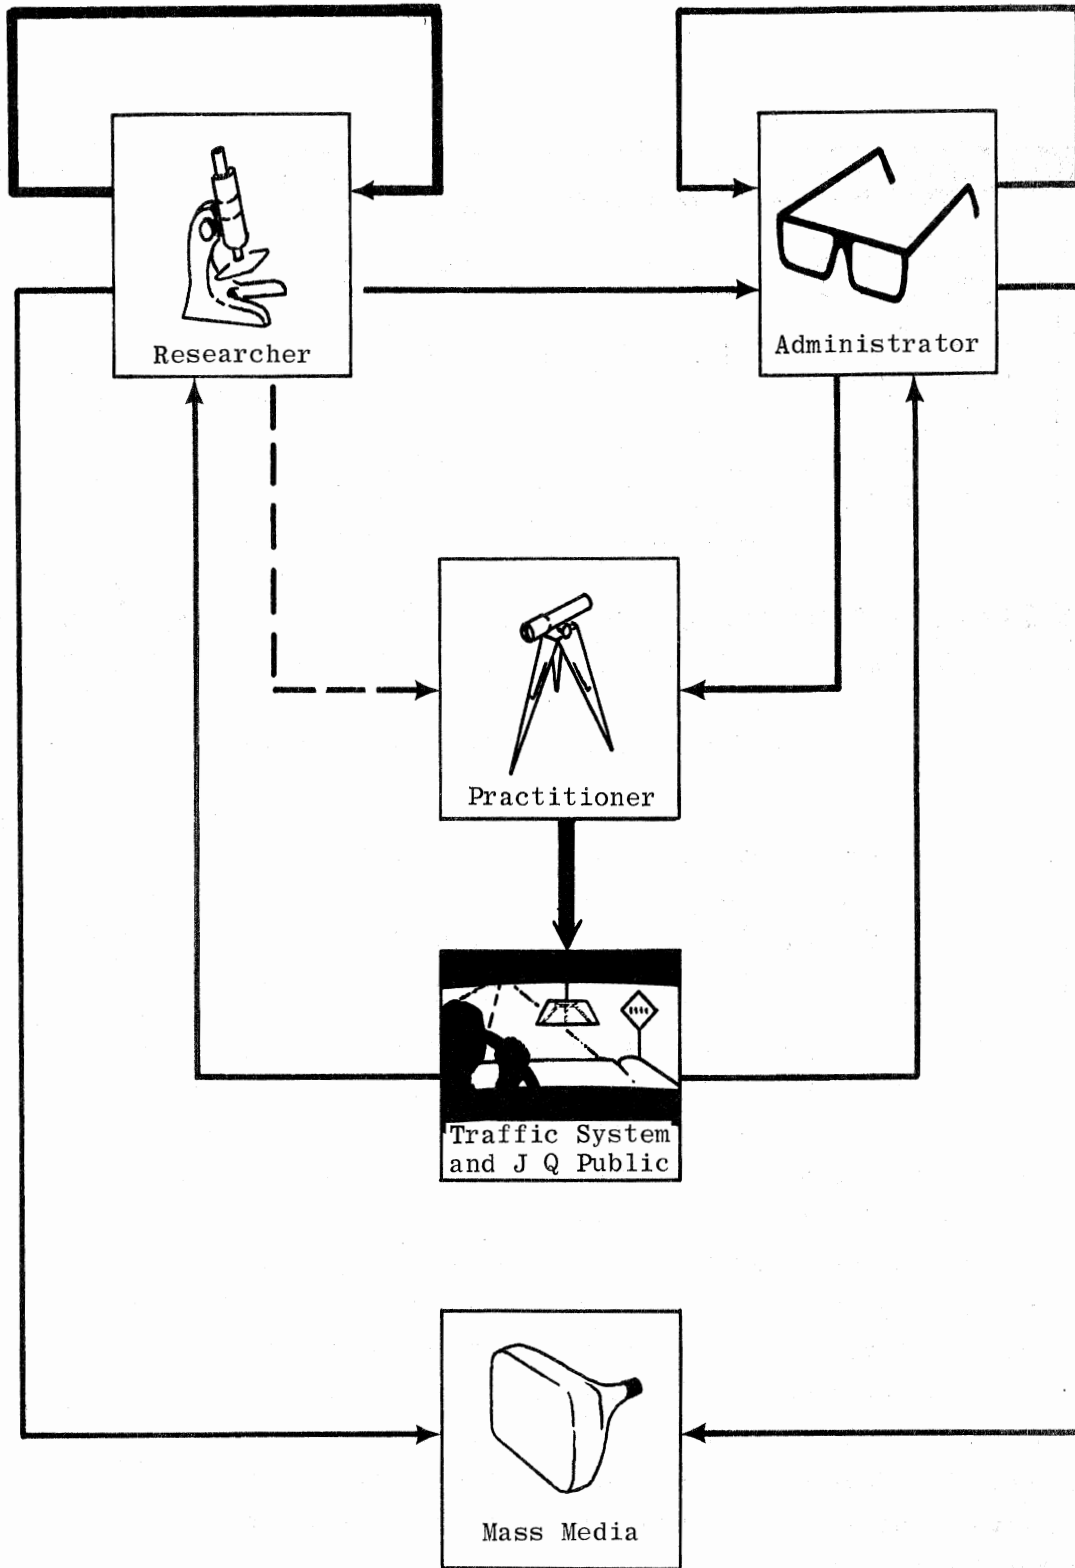 Researcher
Administrator
Practitioner
Traffic System
and J Q Public
Mass Media